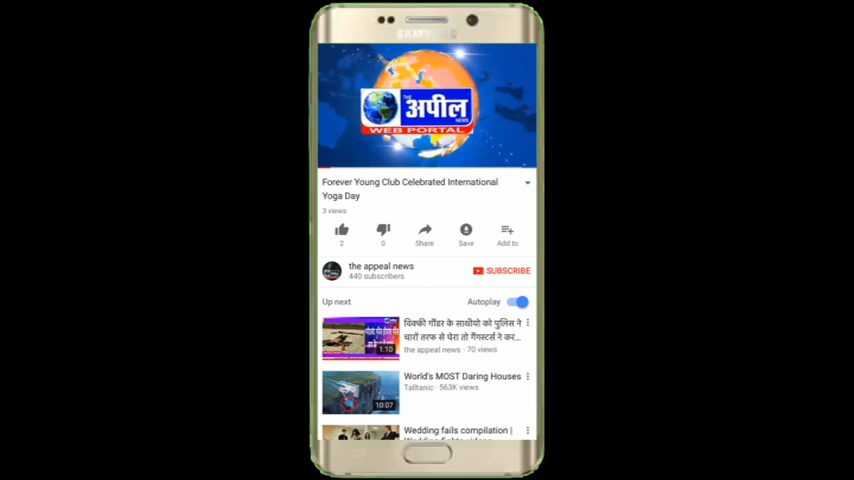 SAMSUNG
THE
अपील
NEWS
WEB PORTAL
Forever Young Club Celebrated International
Yoga Day
3 views
2
0
Share
Save
Add to
the appeal news
440 subscribers
SUBSCRIBE
Up next
Autoplay
विक्की गौंडर के साथीयो को पुलिस ने
चारों तरफ से घेरा तो गैंगस्टर्स ने कर...
the appeal news · 70 views
1:10
World's MOST Daring Houses
Talltanic · 563K views
10:07
Wedding fails compilation |